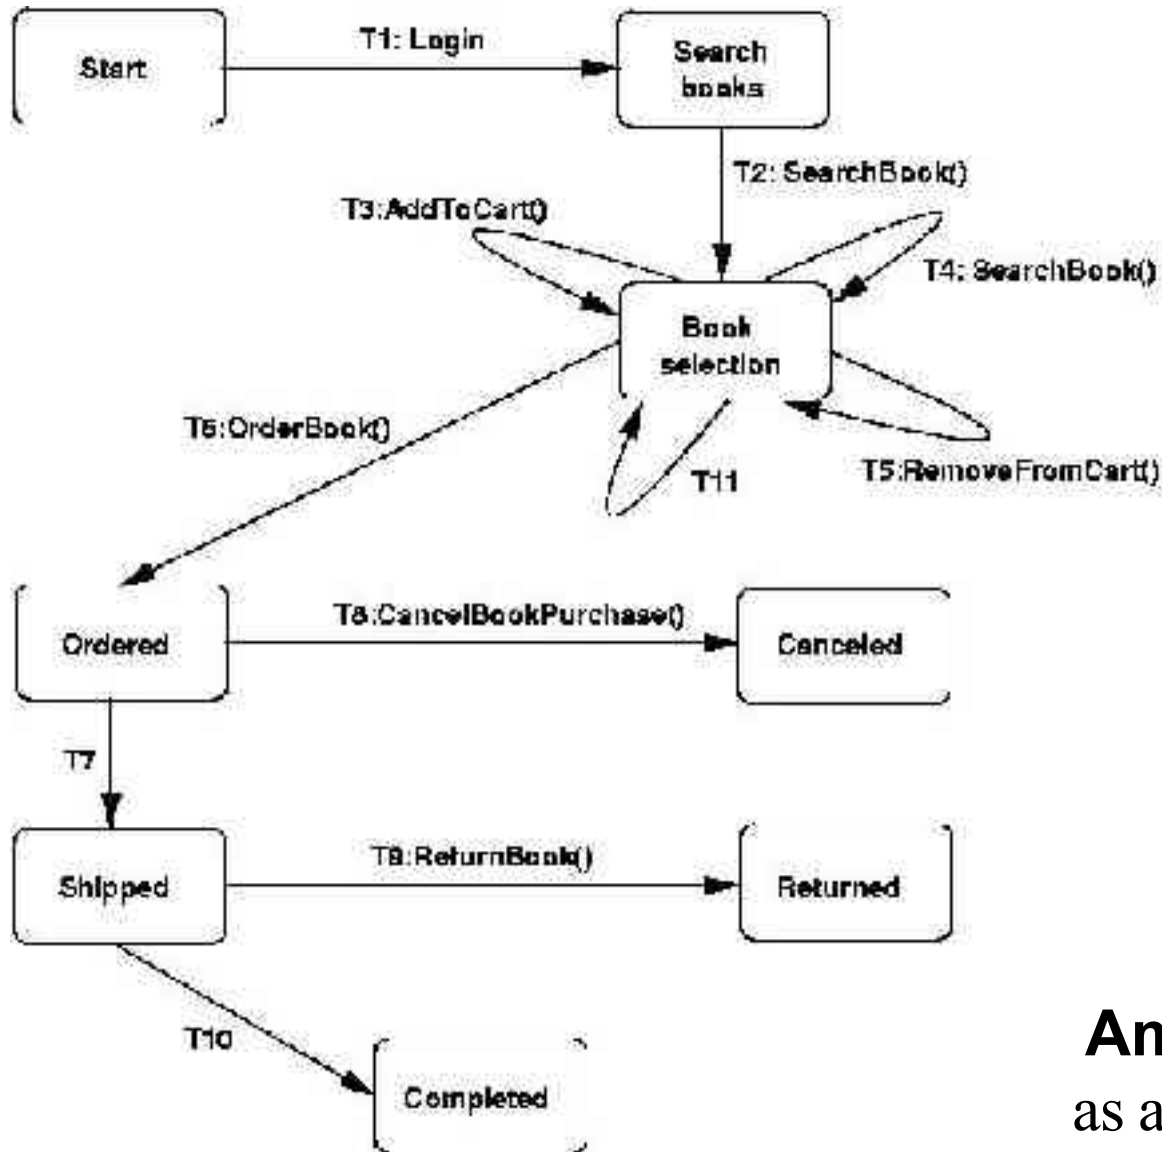 T1: Login
Start
Search
books
T2: SearchBook()
T3:AddToCart()
T4: SearchBook()
Book
selection
T6:OrderBook()
T11
T5:RemoveFromCart()
T8:CancelBookPurchase()
Ordered
Canceled
T7
T9:ReturnBook()
Shipped
Returned
T10
Completed
An
as a